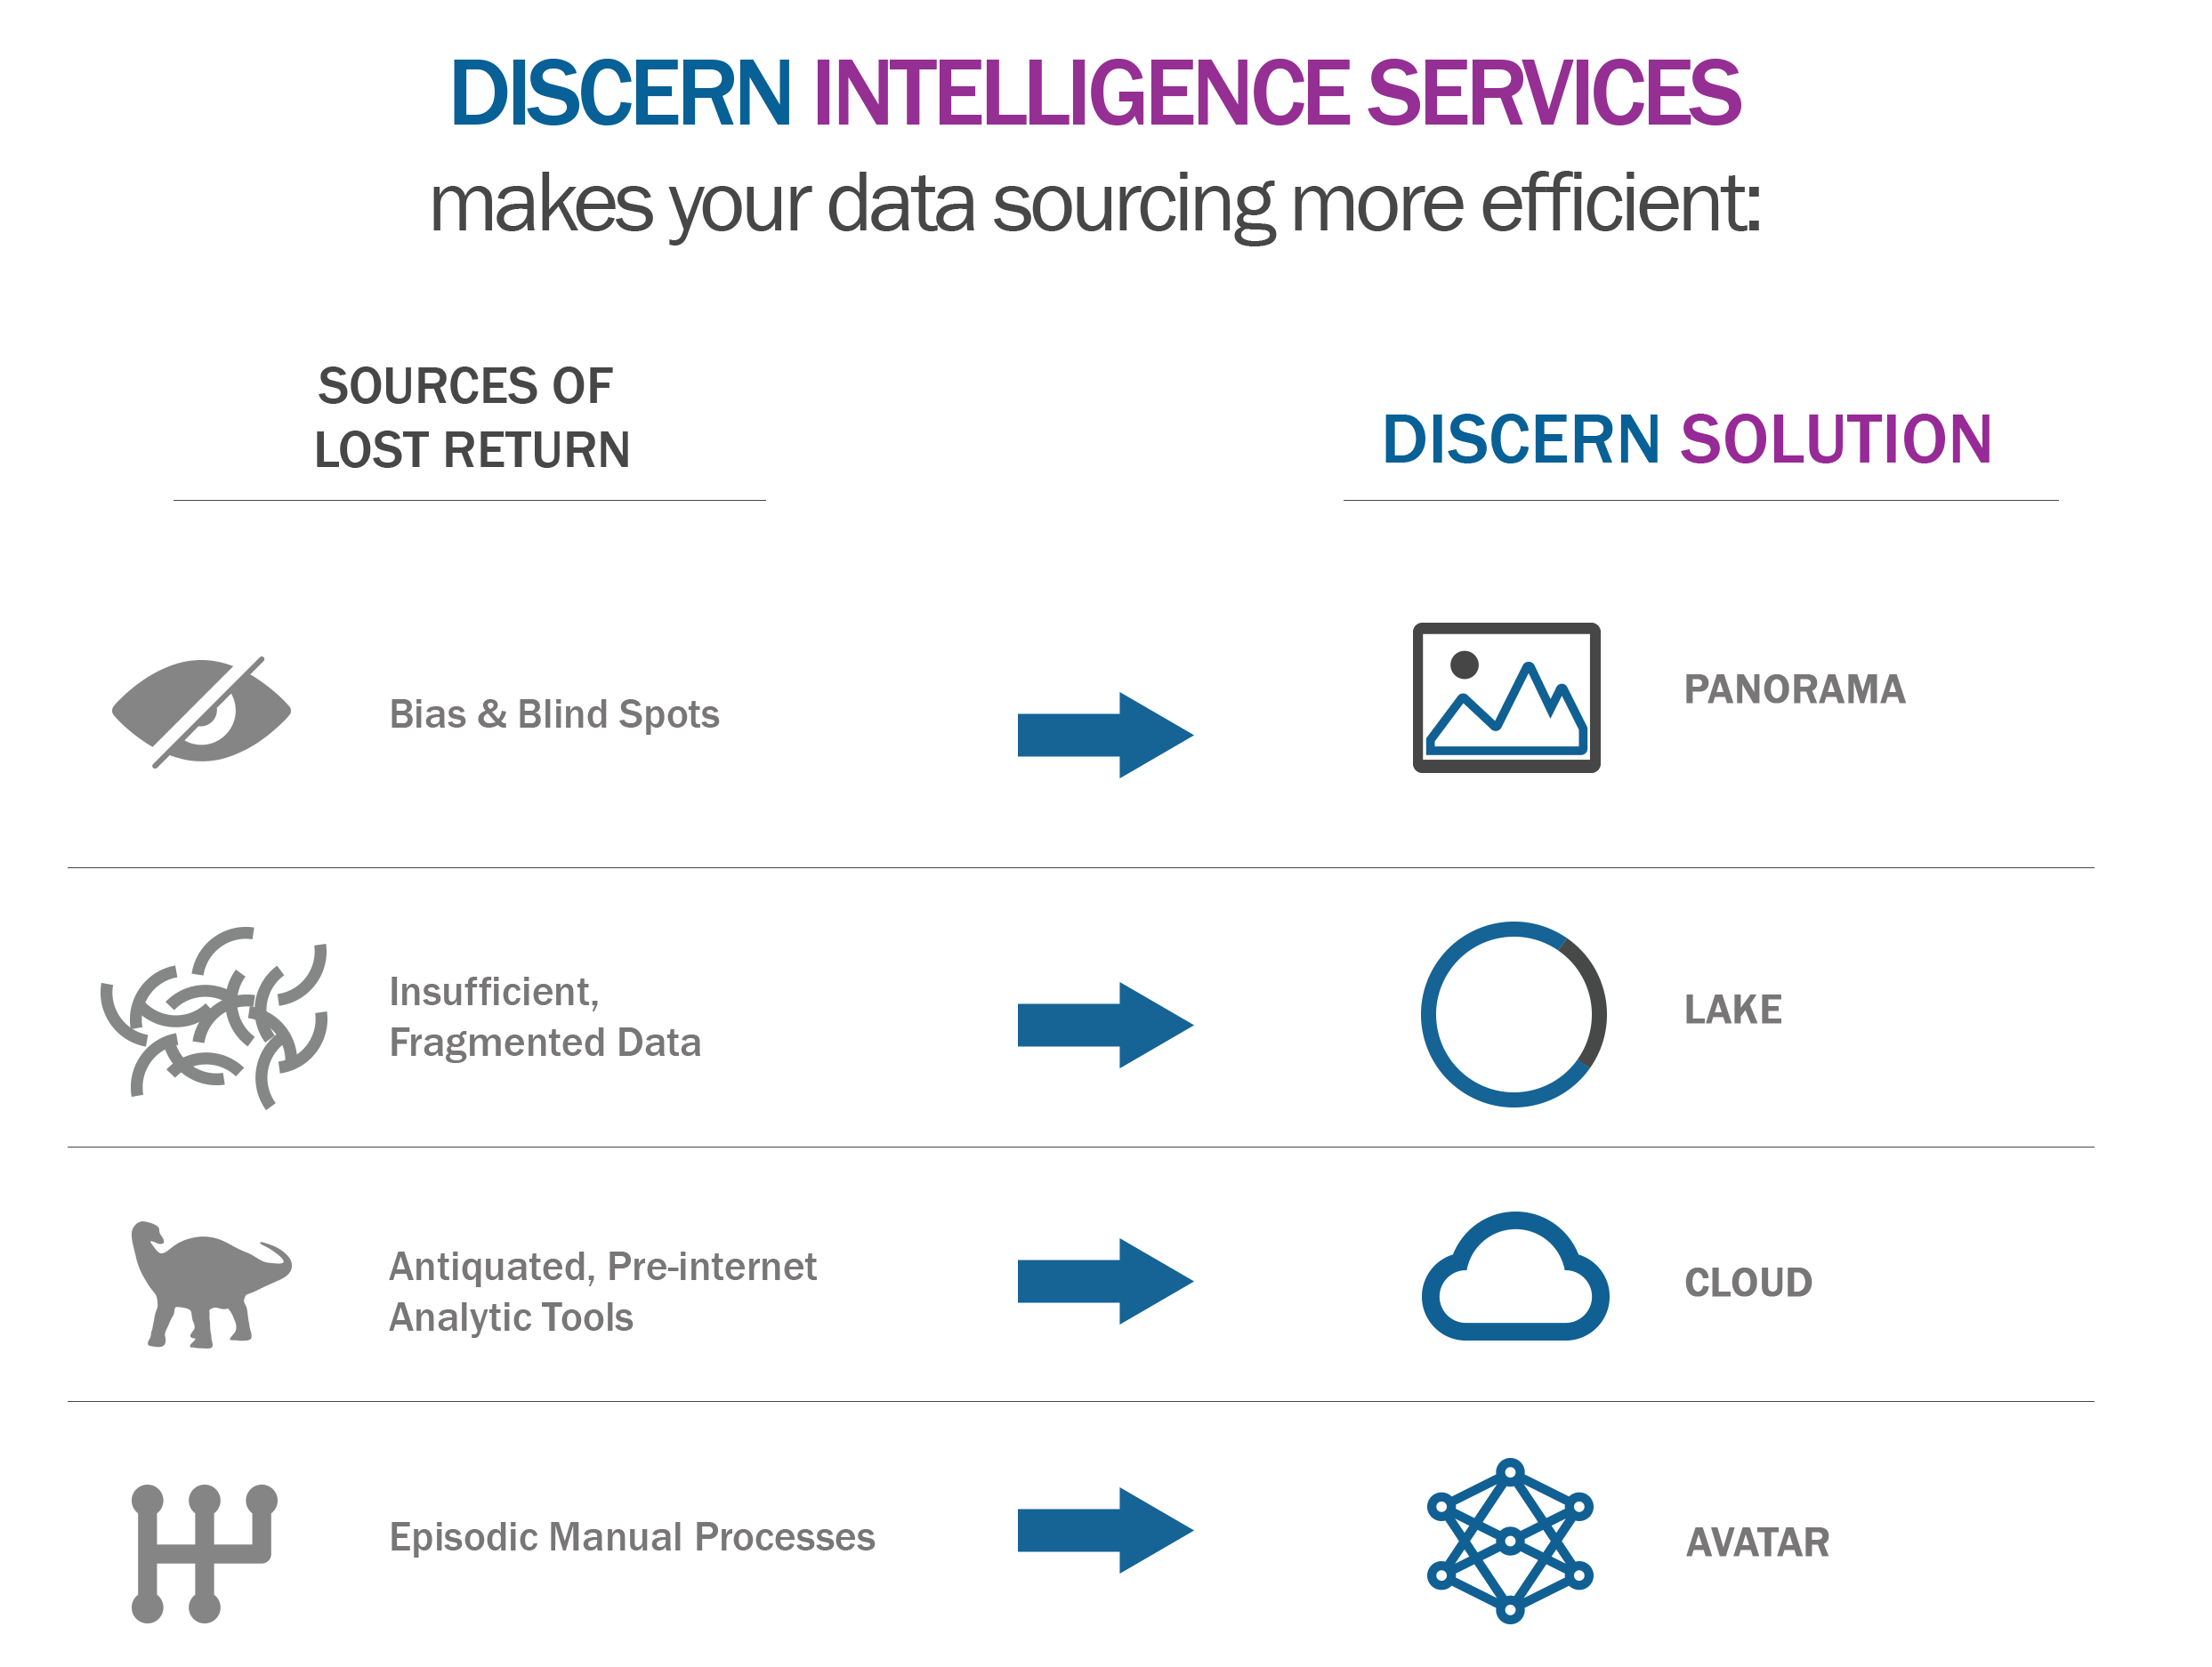 DISCERN INTELLIGENCE SERVICES
makes your data sourcing more efficient:
SOURCES OF
LOST RETURN
DISCERN SOLUTION
Bias & Blind Spots
PANORAMA
Insufficient,
Fragmented Data
LAKE
Antiquated, Pre-internet
Analytic Tools
CLOUD
Episodic Manual Processes
AVATAR